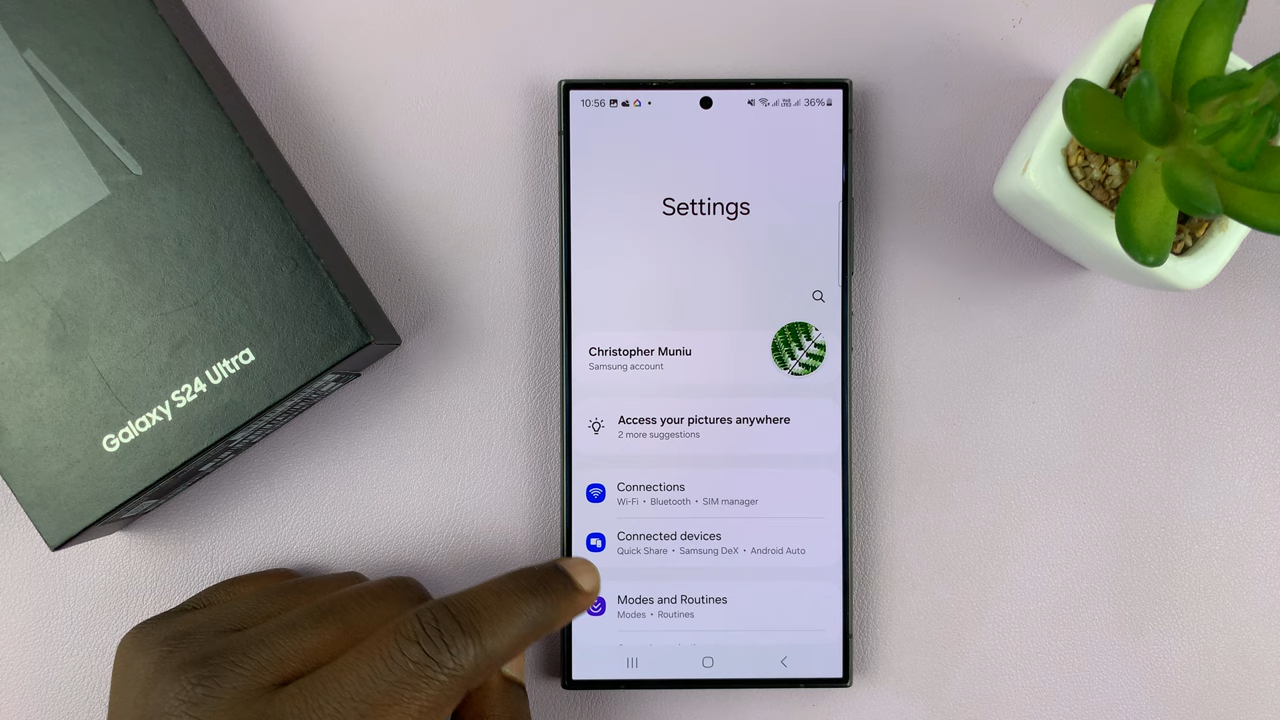 Galaxy S24 Ultra
10:56
36%
Settings
Christopher Muniu
Samsung account
Access your pictures anywhere
2 more suggestions
Connections
Wi-Fi • Bluetooth • SIM manager
Connected devices
Quick Share • Samsung DeX • Android Auto
Modes and Routines
Modes • Routines